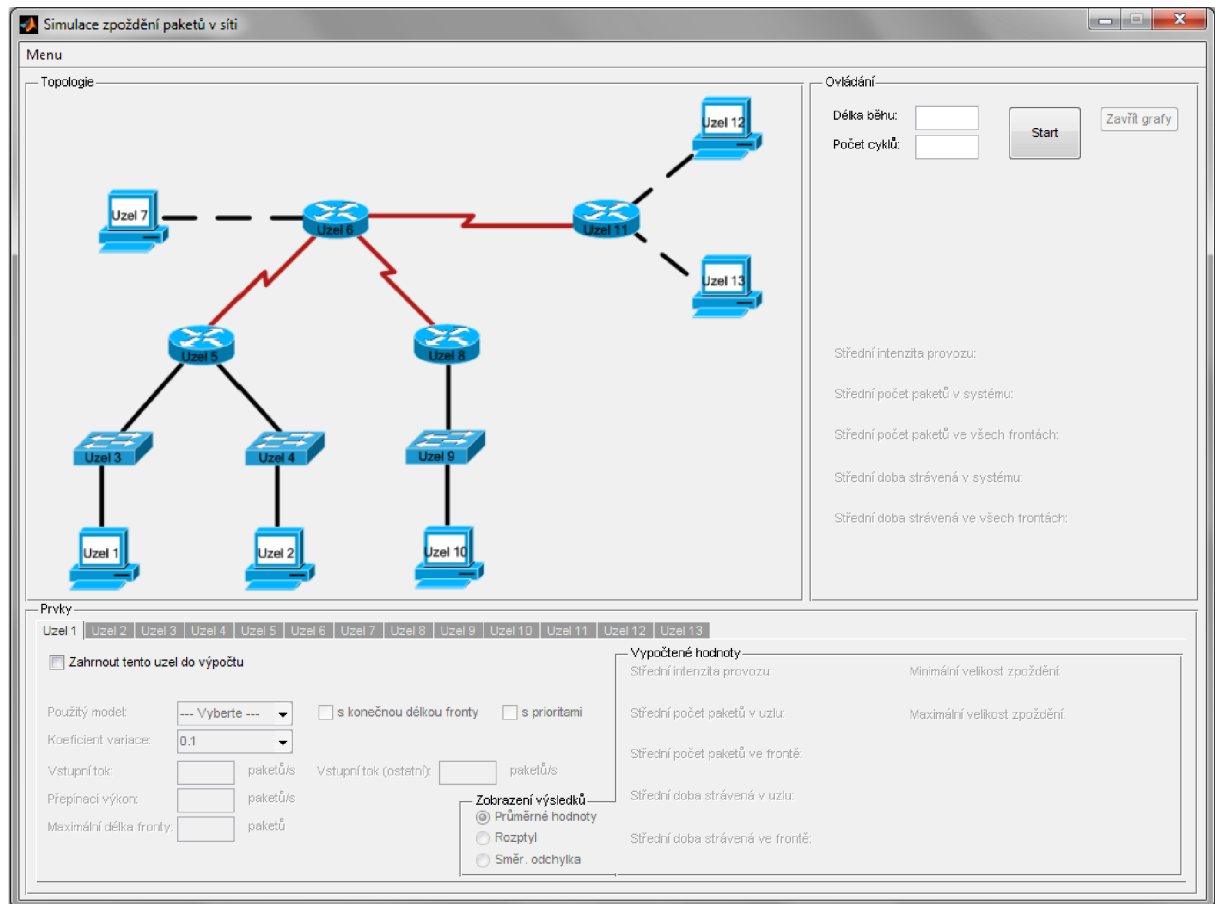 Simulace zpoždění paketů v síti
Menu
Topologie
Uzel 12
Uzel 7
Uzel 6
Uzel 11
Uzel 13
Uzel 5
Uzel 8
Uzel 3
Uzel 4
Uzel 9
Uzel 1
Uzel 2
Uzel 10
Ovládání
Délka běhu:
Počet cyklů:
Start
Zavřít grafy
Střední intenzita provozu:
Střední počet paketů v systému:
Střední počet paketů ve všech frontách:
Střední doba strávená v systému:
Střední doba strávená ve všech frontách:
Prvky
Uzel 1 Uzel 2 Uzel 3 Uzel 4 Uzel 5 Uzel 6 Uzel 7 Uzel 8 Uzel 9 Uzel 10 Uzel 11 Uzel 12 Uzel 13
Zahrnout tento uzel do výpočtu
Použitý model: --- Vyberte --- s konečnou délkou fronty s prioritami
Koeficient variace: 0.1
Vstupní tok: paketů/s Vstupní tok (ostatní): paketů/s
Přepínací výkon: paketů/s
Maximální délka fronty: paketů
Zobrazení výsledků
Průměrné hodnoty
Rozptyl
Směr. odchylka
Vypočtené hodnoty
Střední intenzita provozu: Minimální velikost zpoždění:
Střední počet paketů v uzlu: Maximální velikost zpoždění:
Střední počet paketů ve frontě:
Střední doba strávená v uzlu:
Střední doba strávená ve frontě: